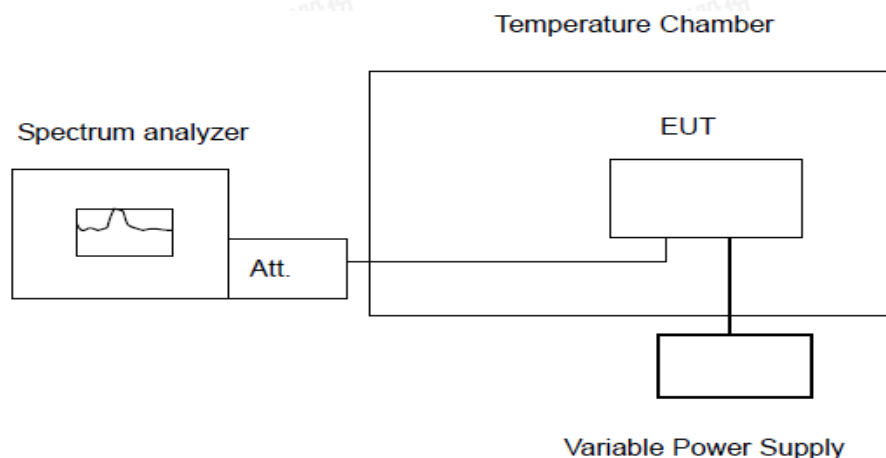 Temperature Chamber
Spectrum analyzer
EUT
Att.
Variable Power Supply